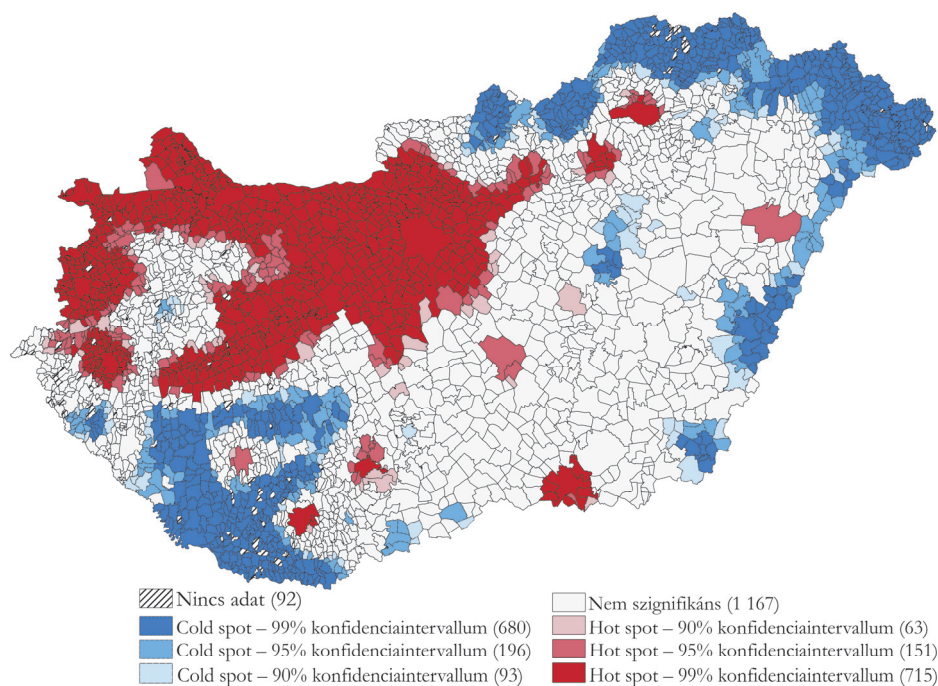 Nincs adat (92)
Cold spot – 99% konfidenciaintervallum (680)
Cold spot – 95% konfidenciaintervallum (196)
Cold spot – 90% konfidenciaintervallum (93)
Nem szignifikáns (1 167)
Hot spot – 90% konfidenciaintervallum (63)
Hot spot – 95% konfidenciaintervallum (151)
Hot spot – 99% konfidenciaintervallum (715)